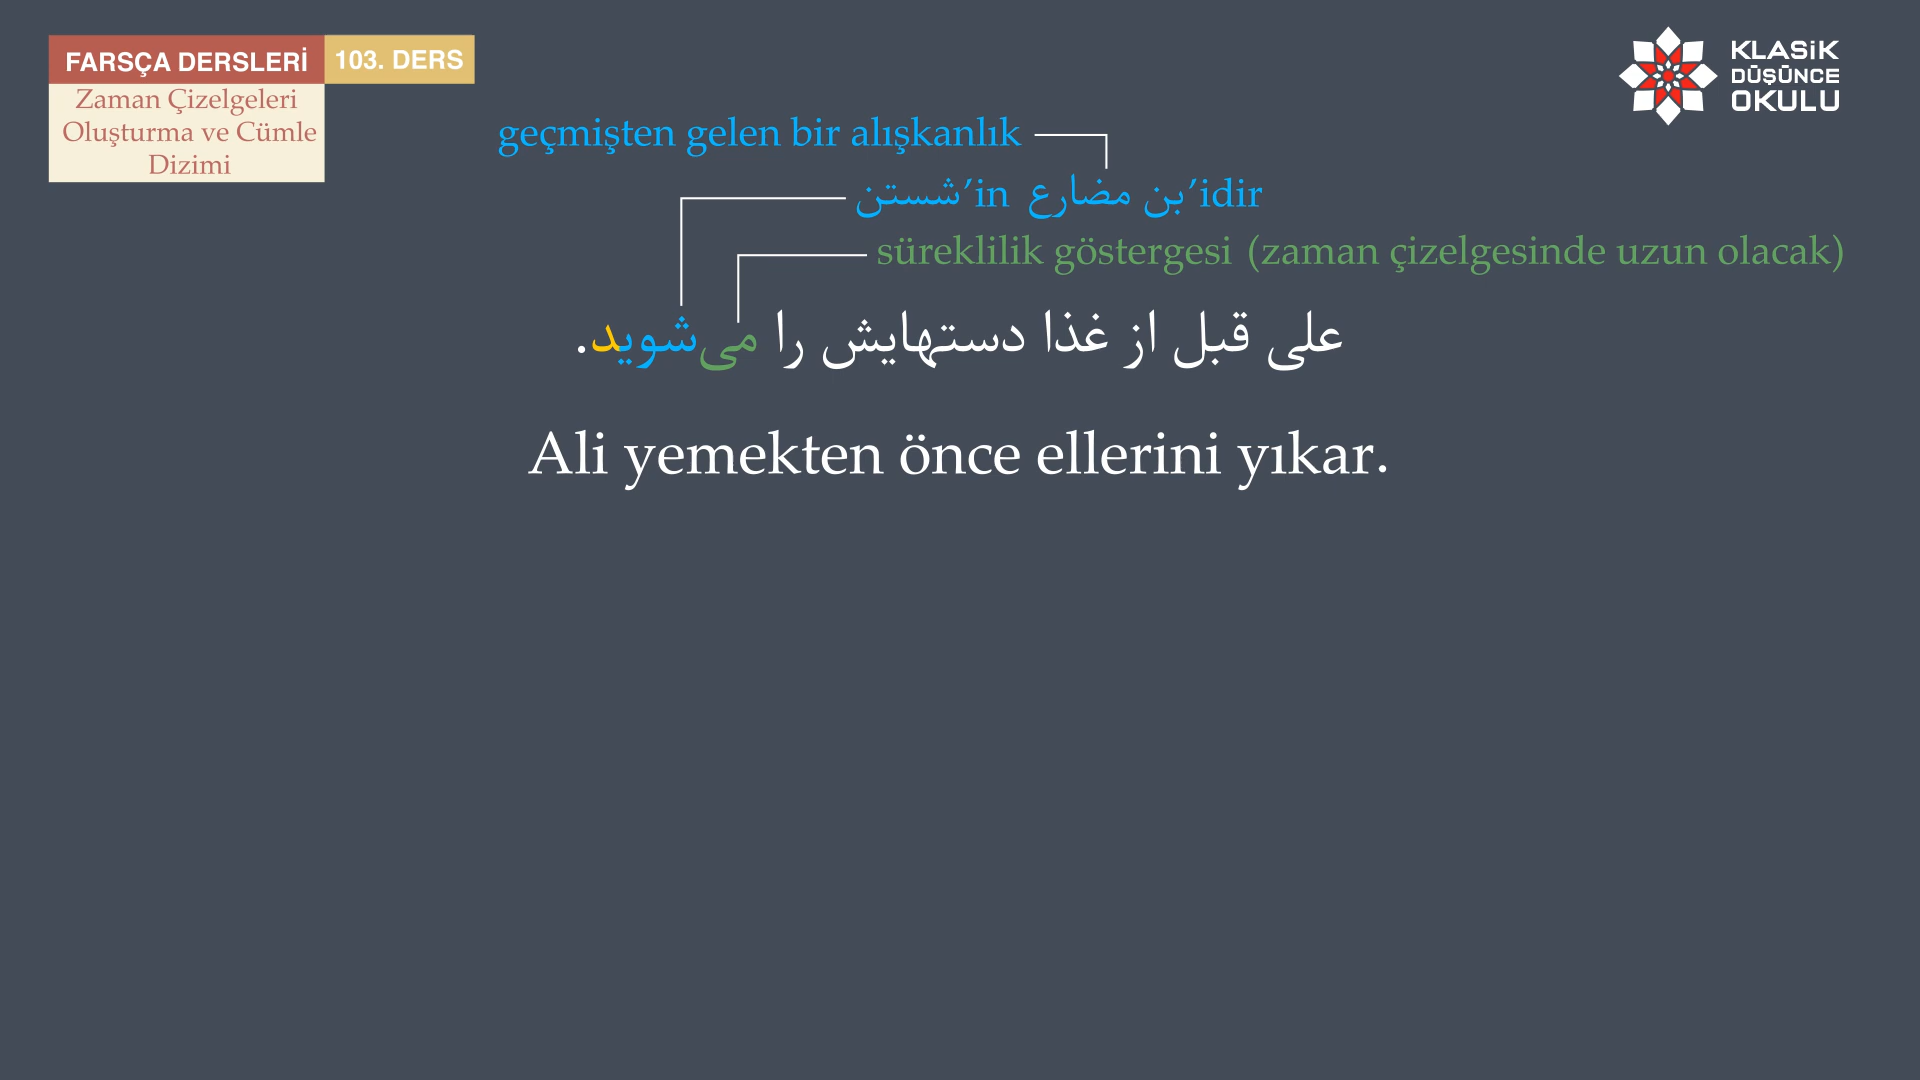 FARSÇA DERSLERİ
103. DERS
Zaman Çizelgeleri
Oluşturma ve Cümle
Dizimi
KLASiK
DÜŞÜNCE
OKULU
geçmişten gelen bir alışkanlık
شستن’in بن مضارع’idir
süreklilik göstergesi (zaman çizelgesinde uzun olacak)
علی قبل از غذا دستهایش را می‌شوید.
Ali yemekten önce ellerini yıkar.